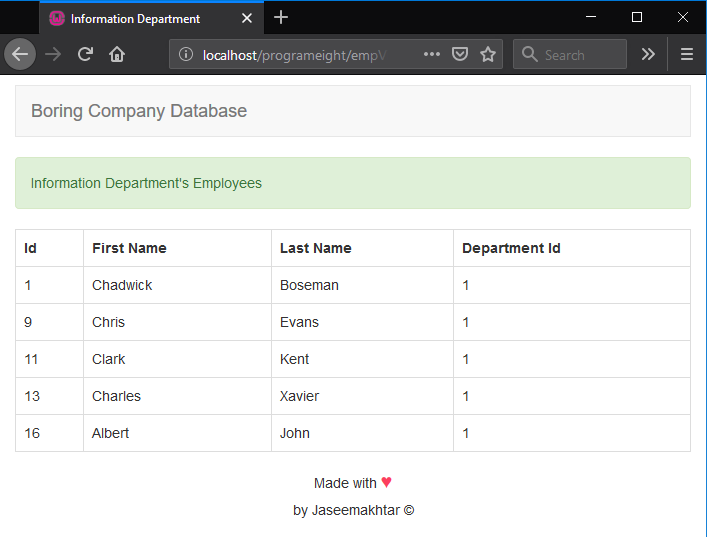 Information Department
localhost/programeight/empV
Search
Boring Company Database
Information Department's Employees
Id First Name Last Name Department Id
1 Chadwick Boseman 1
9 Chris Evans 1
11 Clark Kent 1
13 Charles Xavier 1
16 Albert John 1
Made with ♥
by Jaseemakhtar ©